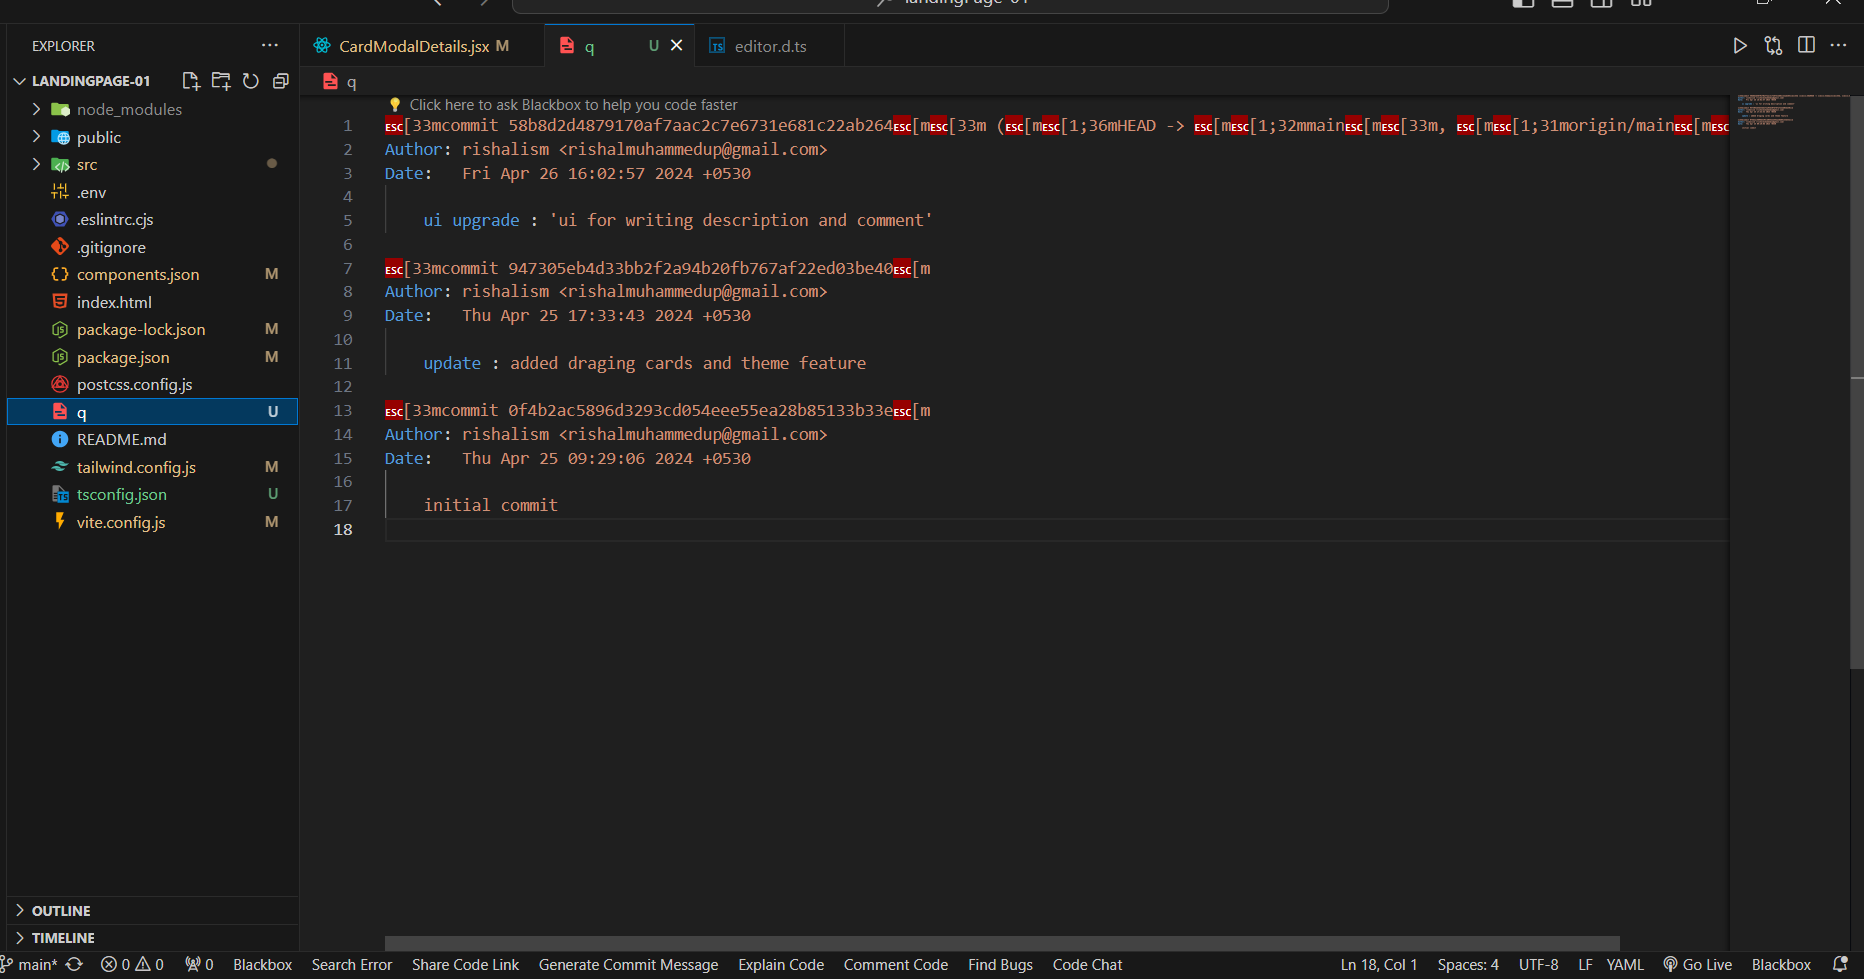 landingPage-01
EXPLORER ···
LANDINGPAGE-01
node_modules
public
src
.env
.eslintrc.cjs
.gitignore
components.json M
index.html
package-lock.json M
package.json M
postcss.config.js
q U
README.md
tailwind.config.js M
tsconfig.json U
vite.config.js M
OUTLINE
TIMELINE
CardModalDetails.jsx M
q U
TS editor.d.ts
q
Click here to ask Blackbox to help you code faster
1 ESC[33mcommit 58b8d2d4879170af7aac2c7e6731e681c22ab264ESC[mESC[33m (ESC[mESC[1;36mHEAD -> ESC[mESC[1;32mmainESC[mESC[33m, ESC[mESC[1;31morigin/mainESC[mESC
2 Author: rishalism <rishalmuhammedup@gmail.com>
3 Date:   Fri Apr 26 16:02:57 2024 +0530
4
5 ui upgrade : 'ui for writing description and comment'
6
7 ESC[33mcommit 947305eb4d33bb2f2a94b20fb767af22ed03be40ESC[m
8 Author: rishalism <rishalmuhammedup@gmail.com>
9 Date:   Thu Apr 25 17:33:43 2024 +0530
10
11 update : added draging cards and theme feature
12
13 ESC[33mcommit 0f4b2ac5896d3293cd054eee55ea28b85133b33eESC[m
14 Author: rishalism <rishalmuhammedup@gmail.com>
15 Date:   Thu Apr 25 09:29:06 2024 +0530
16
17 initial commit
18
main* 0 0 0 Blackbox Search Error Share Code Link Generate Commit Message Explain Code Comment Code Find Bugs Code Chat Ln 18, Col 1 Spaces: 4 UTF-8 LF YAML Go Live Blackbox